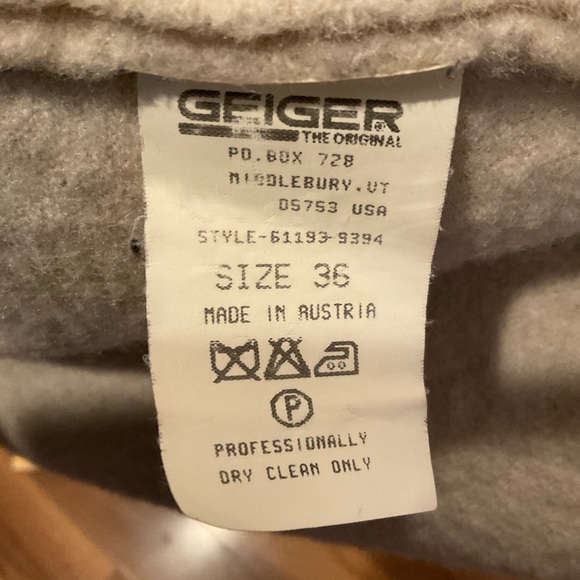 GEIGER®
THE ORIGINAL
PO.BOX 728
MIDDLEBURY.VT
05753 USA
STYLE-61193-9394
SIZE 36
MADE IN AUSTRIA
P
PROFESSIONALLY
DRY CLEAN ONLY